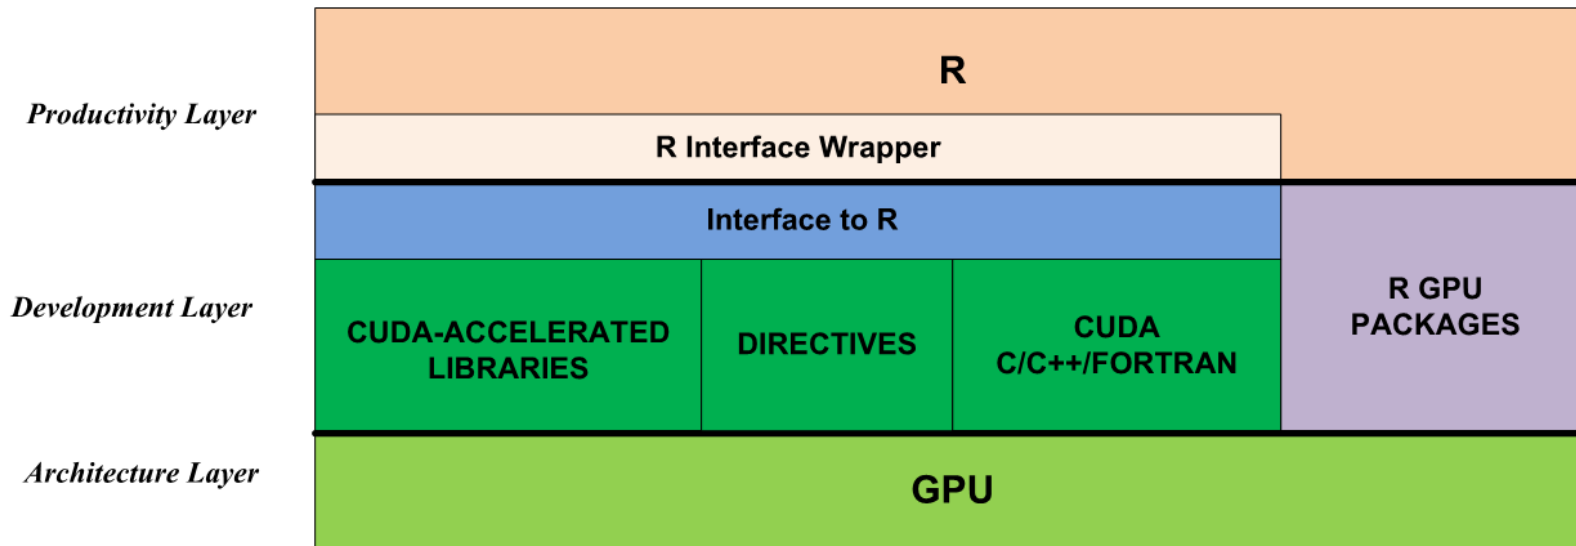 R
Productivity Layer
R Interface Wrapper
Interface to R
Development Layer
CUDA-ACCELERATED
LIBRARIES
DIRECTIVES
CUDA
C/C++/FORTRAN
R GPU
PACKAGES
Architecture Layer
GPU